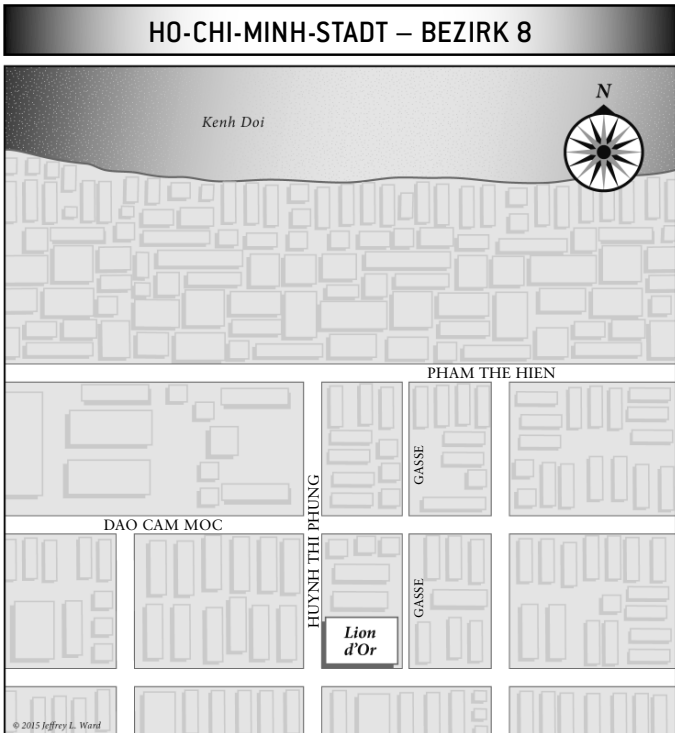 HO-CHI-MINH-STADT – BEZIRK 8
N
Kenh Doi
PHAM THE HIEN
GASSE
HUYNH THI PHUNG
DAO CAM MOC
GASSE
Lion
d'Or
© 2015 Jeffrey L. Ward